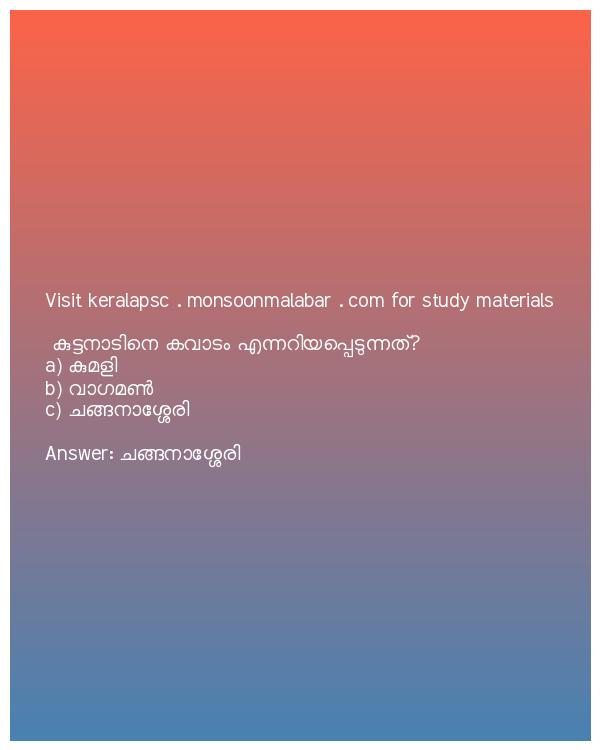 Visit keralapsc . monsoonmalabar . com for study materials
കുട്ടനാടിനെ കവാടം എന്നറിയപ്പെടുന്നത്?
a) കുമളി
b) വാഗമൺ
c) ചങ്ങനാശ്ശേരി
Answer: ചങ്ങനാശ്ശേരി